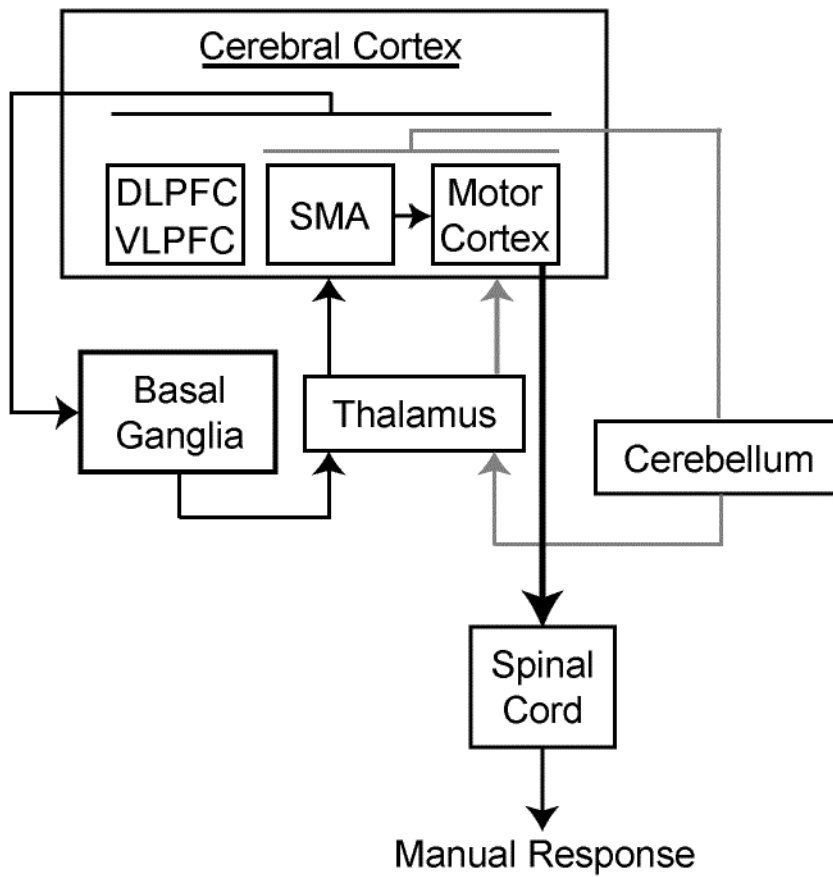 Cerebral Cortex
DLPFC
VLPFC
SMA
Motor
Cortex
Basal
Ganglia
Thalamus
Cerebellum
Spinal
Cord
Manual Response